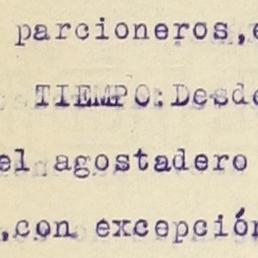 parcioneros,e
TIEMPO:Desde
el agostadero
,con excepción